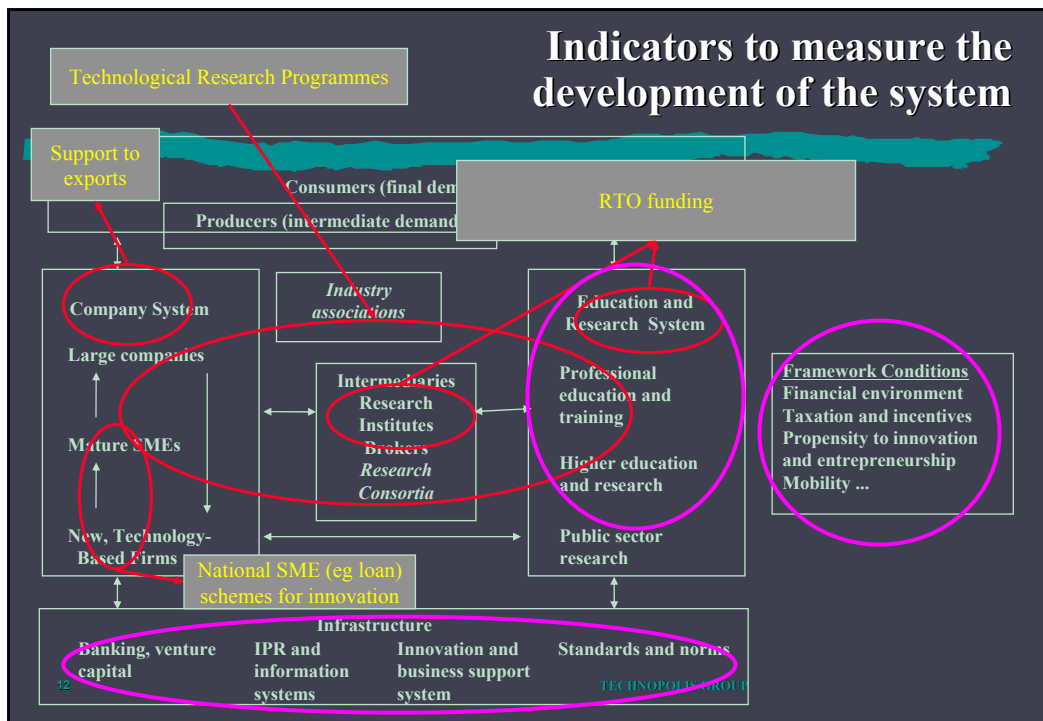 Indicators to measure the
development of the system
Technological Research Programmes
Support to
exports
Consumers (final dem
RTO funding
Producers (intermediate demand
Company System
Large companies
Mature SMEs
New, Technology-
Based Firms
Industry
associations
Intermediaries
Research
Institutes
Brokers
Research
Consortia
Education and
Research System
Professional
education and
training
Higher education
and research
Public sector
research
Framework Conditions
Financial environment
Taxation and incentives
Propensity to innovation
and entrepreneurship
Mobility ...
National SME (eg loan)
schemes for innovation
Infrastructure
Banking, venture
capital
IPR and
information
systems
Innovation and
business support
system
Standards and norms
12
TECHNOPOLIS GROUP